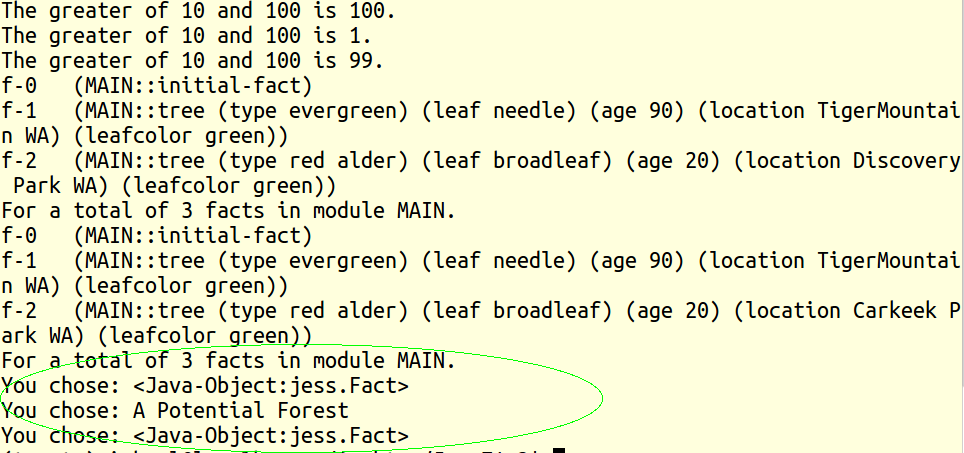 The greater of 10 and 100 is 100.
The greater of 10 and 100 is 1.
The greater of 10 and 100 is 99.
f-0   (MAIN::initial-fact)
f-1   (MAIN::tree (type evergreen) (leaf needle) (age 90) (location TigerMountai
n WA) (leafcolor green))
f-2   (MAIN::tree (type red alder) (leaf broadleaf) (age 20) (location Discovery
 Park WA) (leafcolor green))
For a total of 3 facts in module MAIN.
f-0   (MAIN::initial-fact)
f-1   (MAIN::tree (type evergreen) (leaf needle) (age 90) (location TigerMountai
n WA) (leafcolor green))
f-2   (MAIN::tree (type red alder) (leaf broadleaf) (age 20) (location Carkeek P
ark WA) (leafcolor green))
For a total of 3 facts in module MAIN.
You chose: <Java-Object:jess.Fact>
You chose: A Potential Forest
You chose: <Java-Object:jess.Fact>